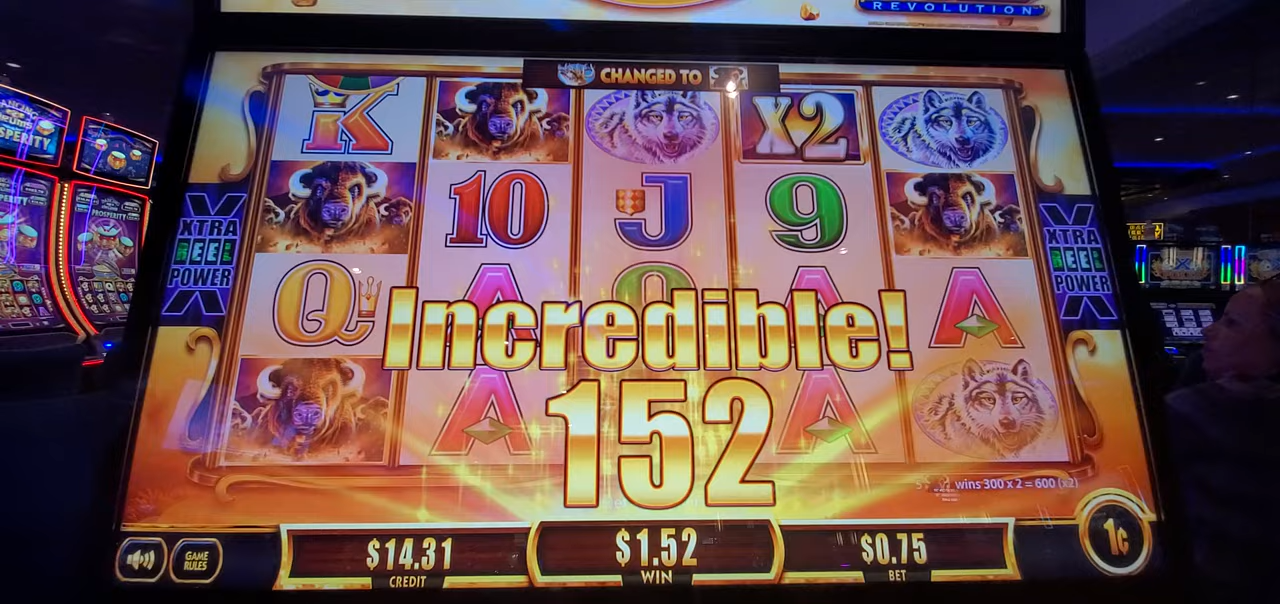 REVOLUTION
CHANGED TO
K
X2
10
J
9
Q
A
A
A
A
A
XTRA
REEL
POWER
X
XTRA
REEL
POWER
X
Incredible!
152
wins 300 x 2 = 600 (x2)
GAME
RULES
$14.31
CREDIT
$1.52
WIN
$0.75
BET
1¢
PROSPERITY